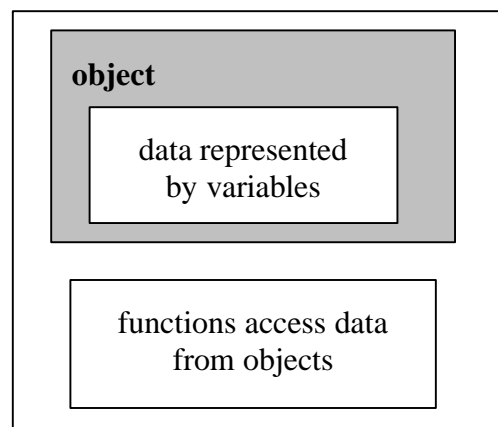 object
data represented
by variables
functions access data
from objects